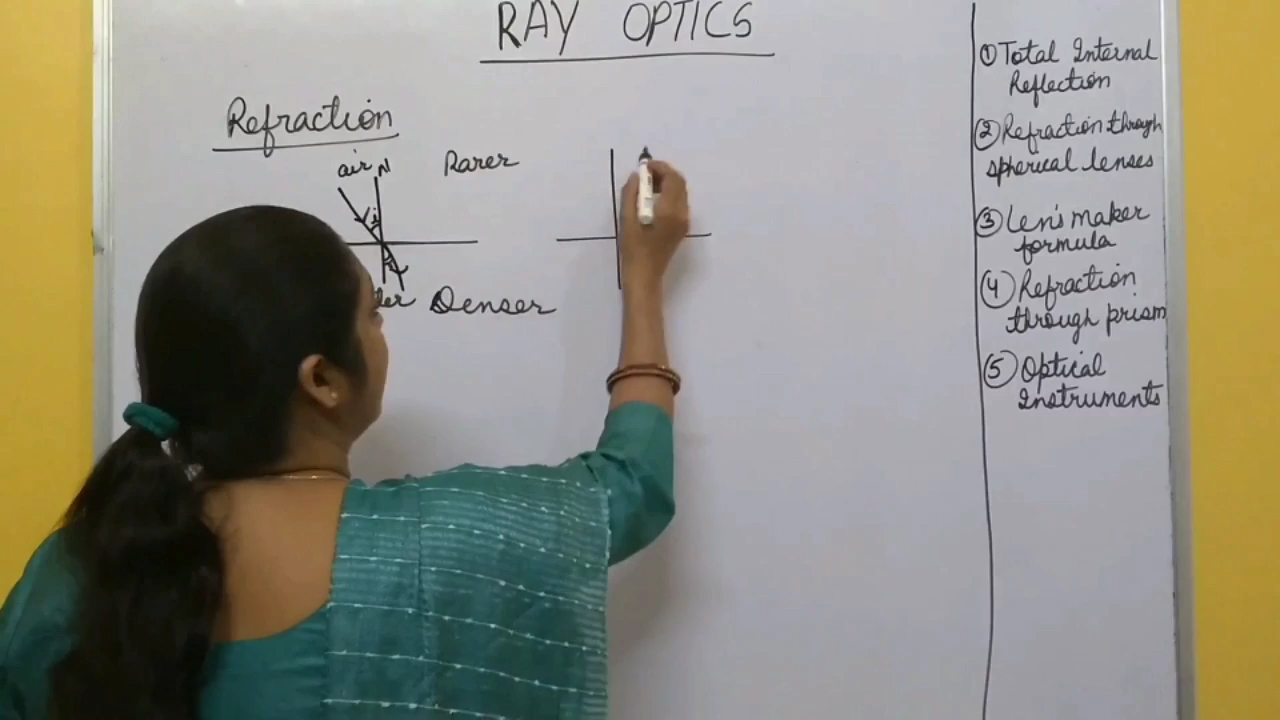 RAY OPTICS
Refraction
air N Rarer
i
r
Denser
① Total Internal
Reflection
② Refraction through
spherical lenses
③ Len's maker
formula
④ Refraction
through prism
⑤ Optical
Instruments